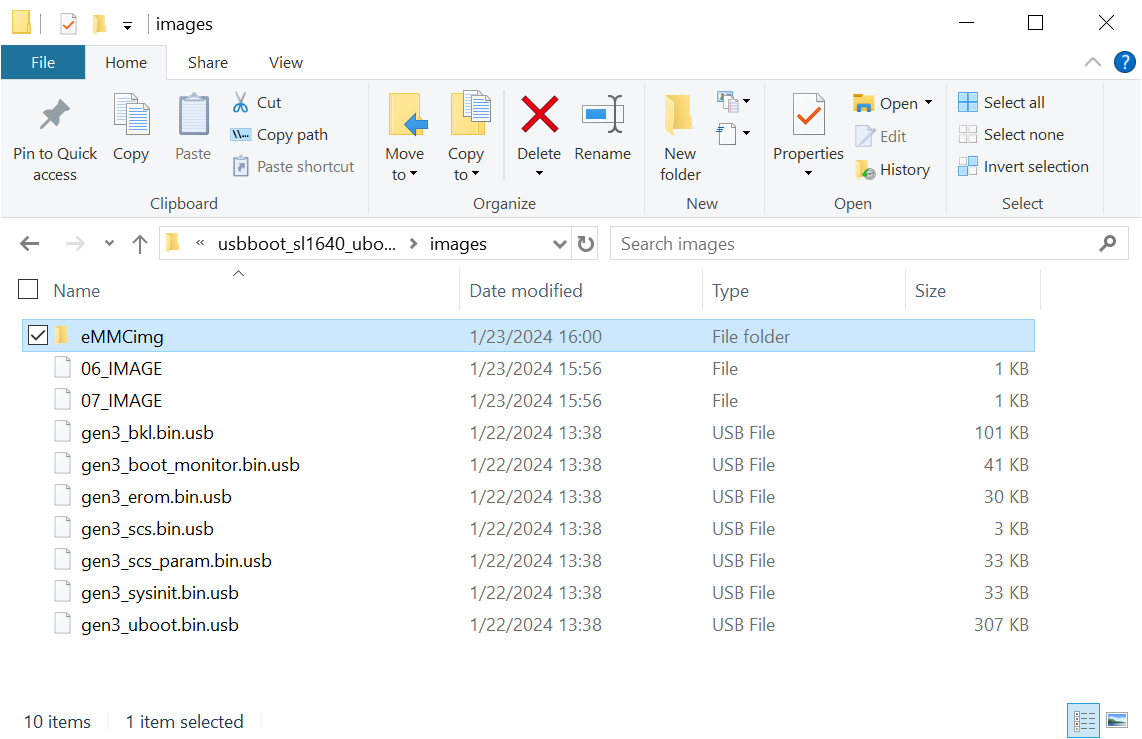 images
File Home Share View ?
Pin to Quick access
Copy
Paste
Cut
Copy path
Paste shortcut
Clipboard
Move to
Copy to
Delete
Rename
Organize
New folder
New
Properties
Open
Edit
History
Open
Select all
Select none
Invert selection
Select
« usbboot_sl1640_ubo... > images
Search images
Name Date modified Type Size
eMMCimg 1/23/2024 16:00 File folder
06_IMAGE 1/23/2024 15:56 File 1 KB
07_IMAGE 1/23/2024 15:56 File 1 KB
gen3_bkl.bin.usb 1/22/2024 13:38 USB File 101 KB
gen3_boot_monitor.bin.usb 1/22/2024 13:38 USB File 41 KB
gen3_erom.bin.usb 1/22/2024 13:38 USB File 30 KB
gen3_scs.bin.usb 1/22/2024 13:38 USB File 3 KB
gen3_scs_param.bin.usb 1/22/2024 13:38 USB File 33 KB
gen3_sysinit.bin.usb 1/22/2024 13:38 USB File 33 KB
gen3_uboot.bin.usb 1/22/2024 13:38 USB File 307 KB
10 items 1 item selected